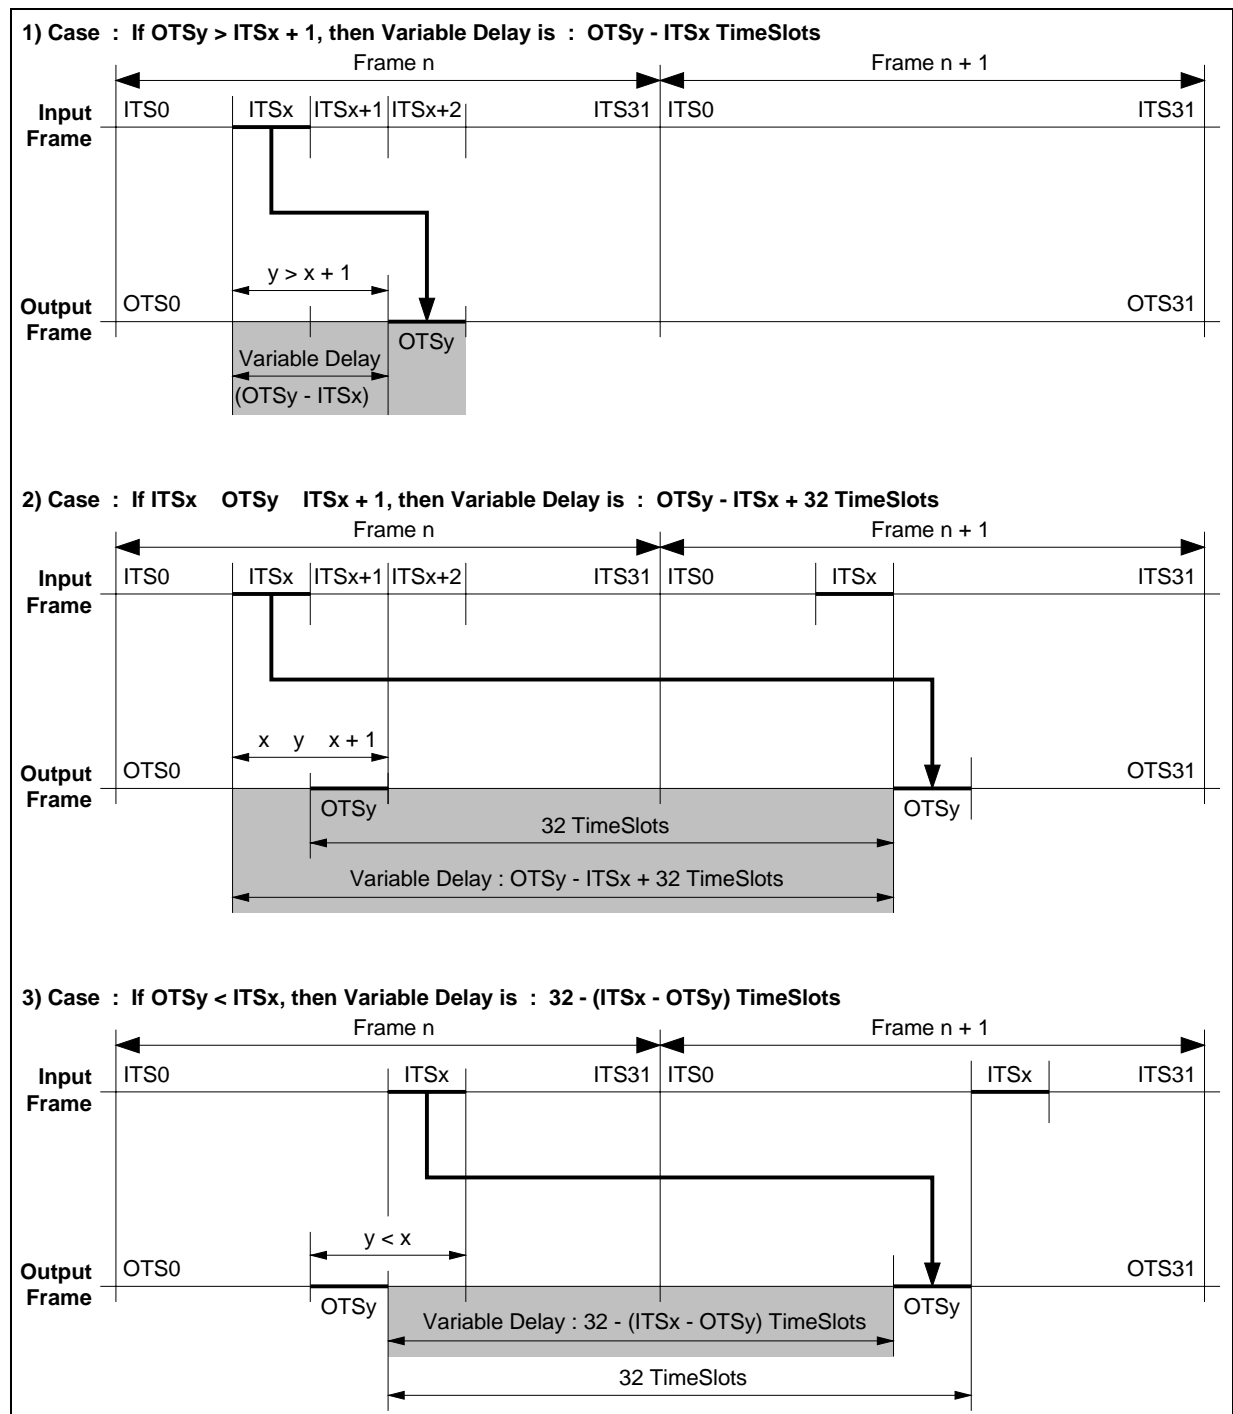 1) Case : If OTSy > ITSx + 1, then Variable Delay is : OTSy - ITSx TimeSlots
Frame n
Frame n + 1
Input Frame
ITS0
ITSx
ITSx+1
ITSx+2
ITS31
ITS0
ITS31
y > x + 1
Output Frame
OTS0
OTS31
OTSy
Variable Delay
(OTSy - ITSx)
2) Case : If ITSx OTSy ITSx + 1, then Variable Delay is : OTSy - ITSx + 32 TimeSlots
Frame n
Frame n + 1
Input Frame
ITS0
ITSx
ITSx+1
ITSx+2
ITS31
ITS0
ITSx
ITS31
x y x + 1
Output Frame
OTS0
OTS31
OTSy
OTSy
32 TimeSlots
Variable Delay : OTSy - ITSx + 32 TimeSlots
3) Case : If OTSy < ITSx, then Variable Delay is : 32 - (ITSx - OTSy) TimeSlots
Frame n
Frame n + 1
Input Frame
ITS0
ITSx
ITS31
ITS0
ITSx
ITS31
y < x
Output Frame
OTS0
OTS31
OTSy
OTSy
Variable Delay : 32 - (ITSx - OTSy) TimeSlots
32 TimeSlots